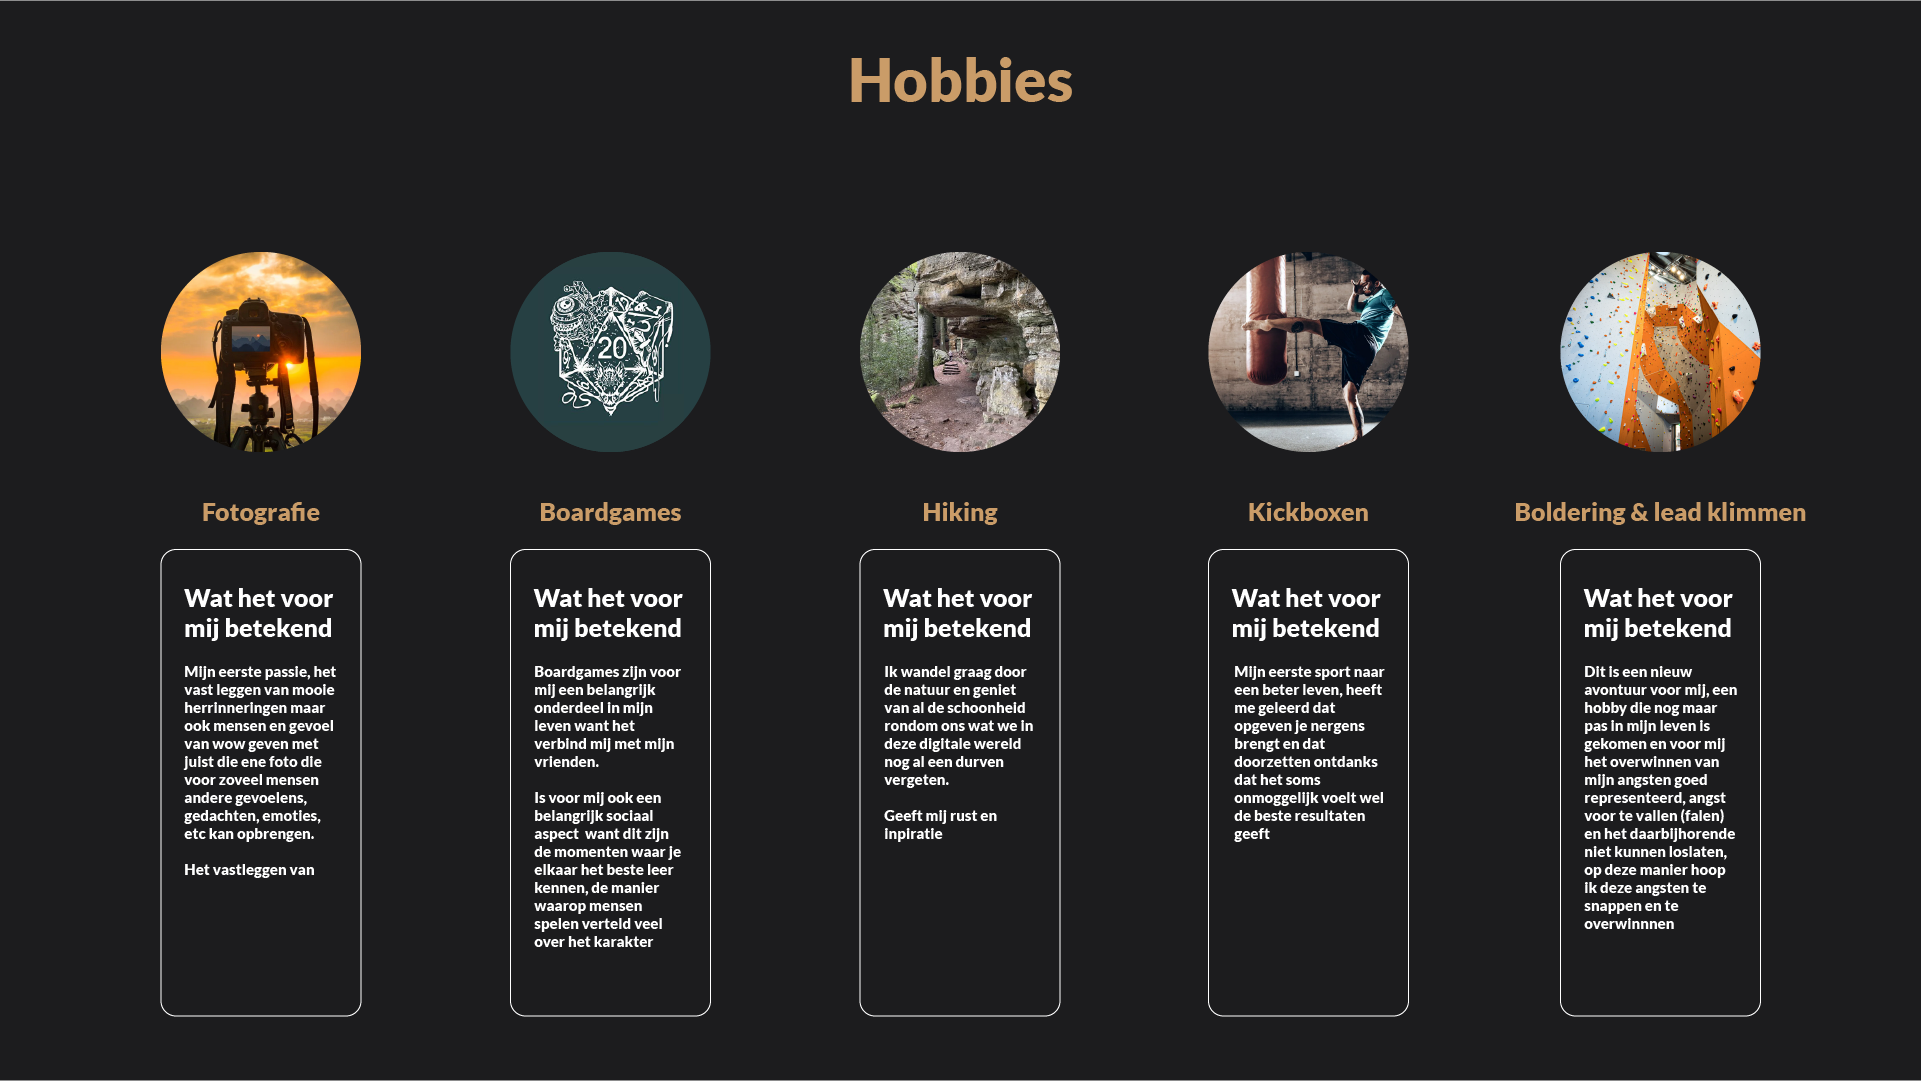 Hobbies
20
Fotografie
Wat het voor
mij betekend
Mijn eerste passie, het
vast leggen van mooie
herrinneringen maar
ook mensen en gevoel
van wow geven met
juist die ene foto die
voor zoveel mensen
andere gevoelens,
gedachten, emoties,
etc kan opbrengen.
Het vastleggen van
Boardgames
Wat het voor
mij betekend
Boardgames zijn voor
mij een belangrijk
onderdeel in mijn
leven want het
verbind mij met mijn
vrienden.
Is voor mij ook een
belangrijk sociaal
aspect  want dit zijn
de momenten waar je
elkaar het beste leer
kennen, de manier
waarop mensen
spelen verteld veel
over het karakter
Hiking
Wat het voor
mij betekend
Ik wandel graag door
de natuur en geniet
van al de schoonheid
rondom ons wat we in
deze digitale wereld
nog al een durven
vergeten.
Geeft mij rust en
inpiratie
Kickboxen
Wat het voor
mij betekend
Mijn eerste sport naar
een beter leven, heeft
me geleerd dat
opgeven je nergens
brengt en dat
doorzetten ontdanks
dat het soms
onmoggelijk voelt wel
de beste resultaten
geeft
Boldering & lead klimmen
Wat het voor
mij betekend
Dit is een nieuw
avontuur voor mij, een
hobby die nog maar
pas in mijn leven is
gekomen en voor mij
het overwinnen van
mijn angsten goed
representeerd, angst
voor te vallen (falen)
en het daarbijhorende
niet kunnen loslaten,
op deze manier hoop
ik deze angsten te
snappen en te
overwinnnen